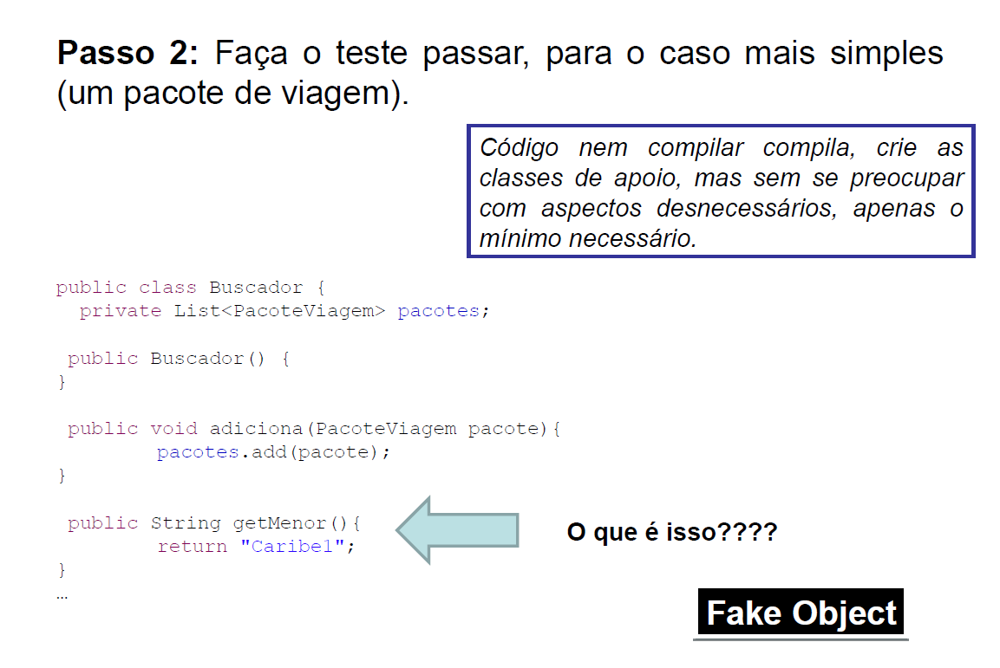 Passo 2: Faça o teste passar, para o caso mais simples
(um pacote de viagem).
Código nem compilar compila, crie as
classes de apoio, mas sem se preocupar
com aspectos desnecessários, apenas o
mínimo necessário.
public class Buscador {
private List<PacoteViagem> pacotes;
public Buscador() {
}
public void adiciona(PacoteViagem pacote){
pacotes.add(pacote);
}
public String getMenor(){
return "Caribe1";
}
…
O que é isso????
Fake Object